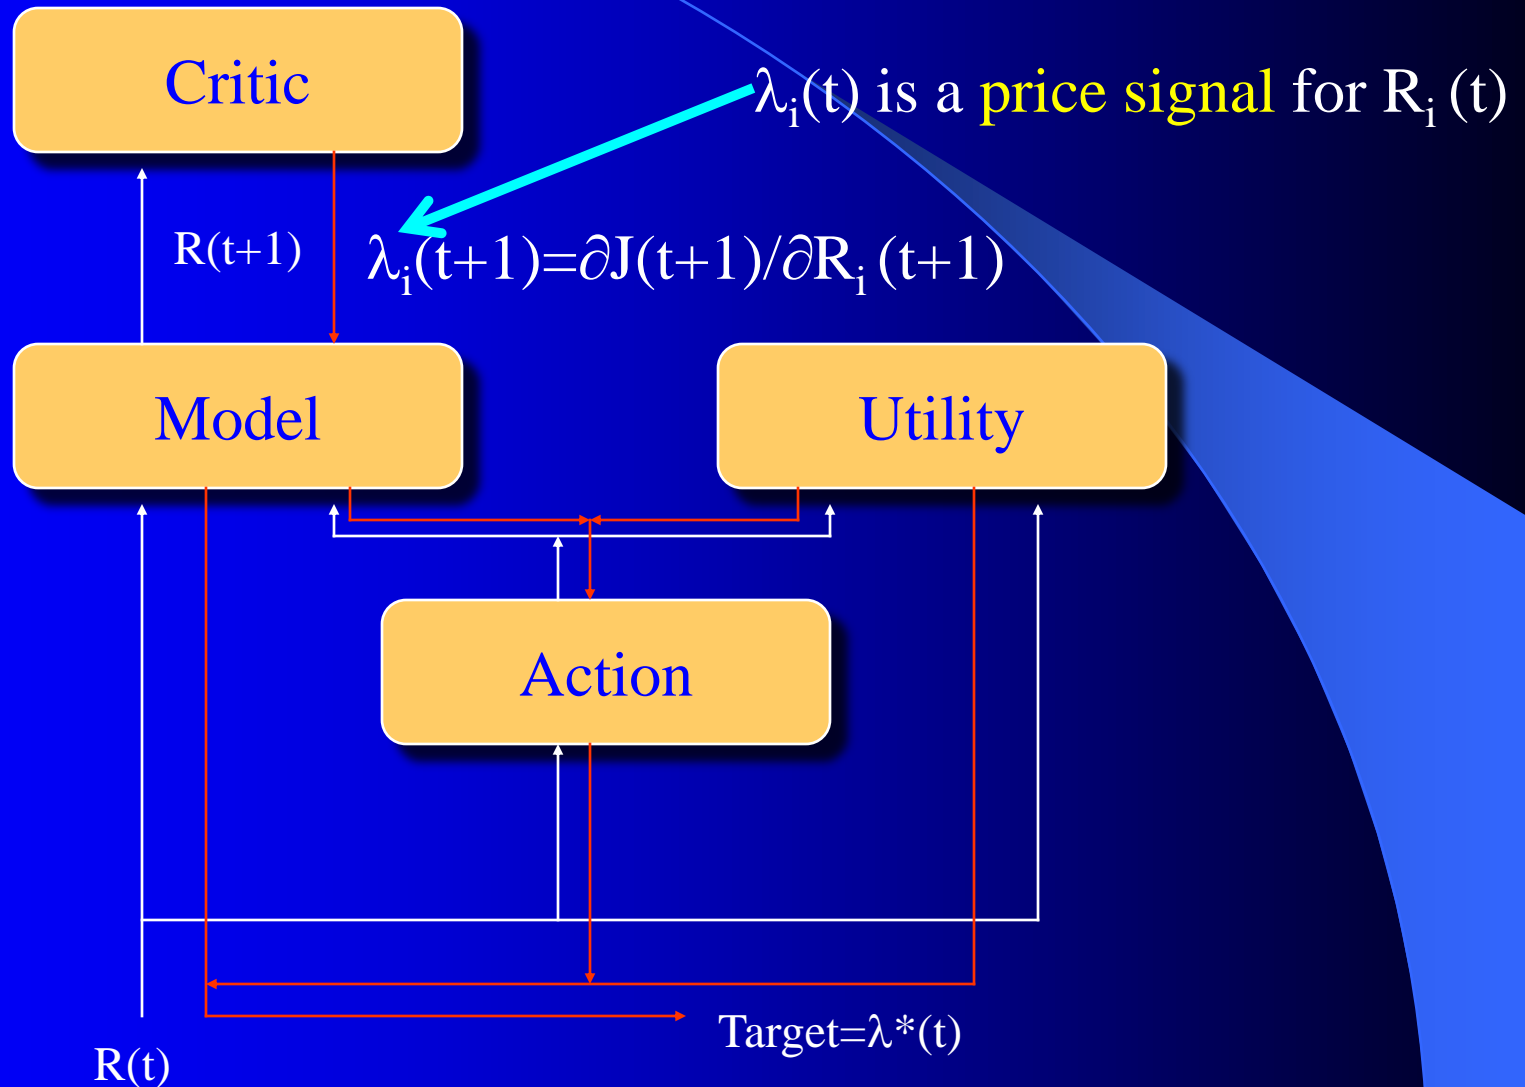 Critic
λi(t) is a price signal for Ri (t)
R(t+1)
λi(t+1)=∂J(t+1)/∂Ri (t+1)
Model
Utility
Action
Target=λ*(t)
R(t)